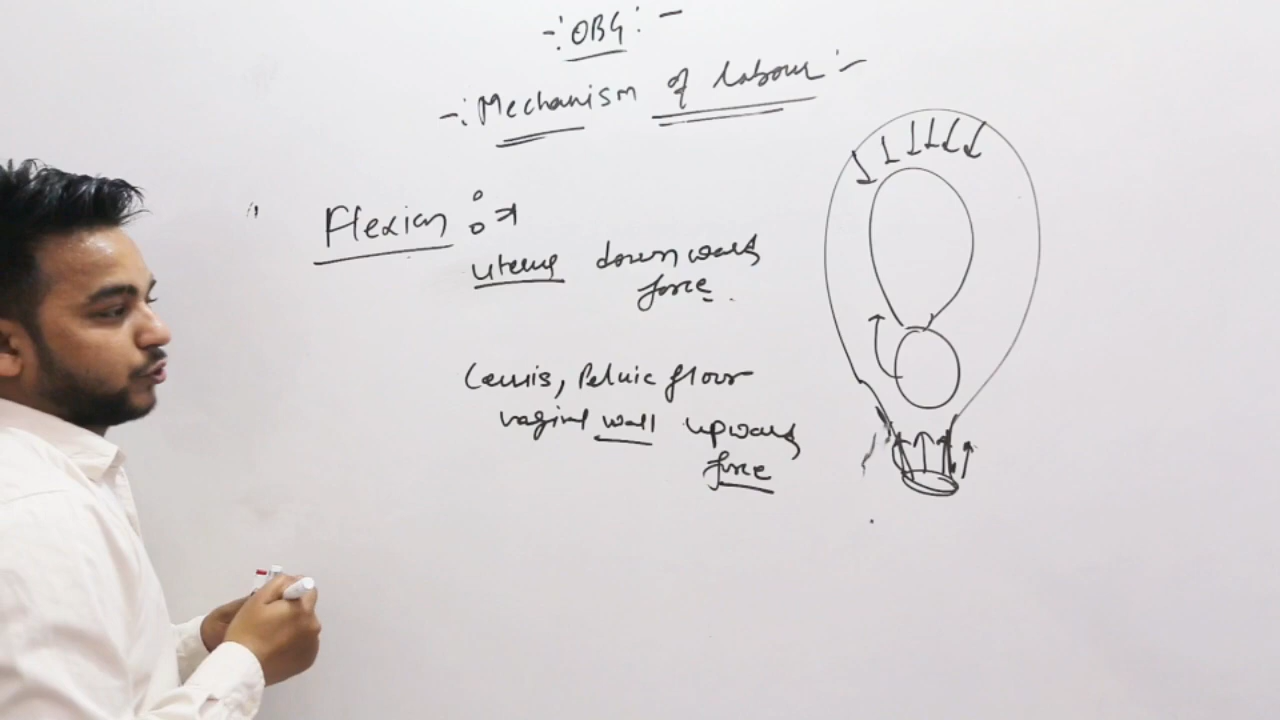 -: OBG :-
-: Mechanism of labour :-
Flexion :→
uterus downwards
force.
Cervix, Pelvic floor
vaginal wall upwards
force